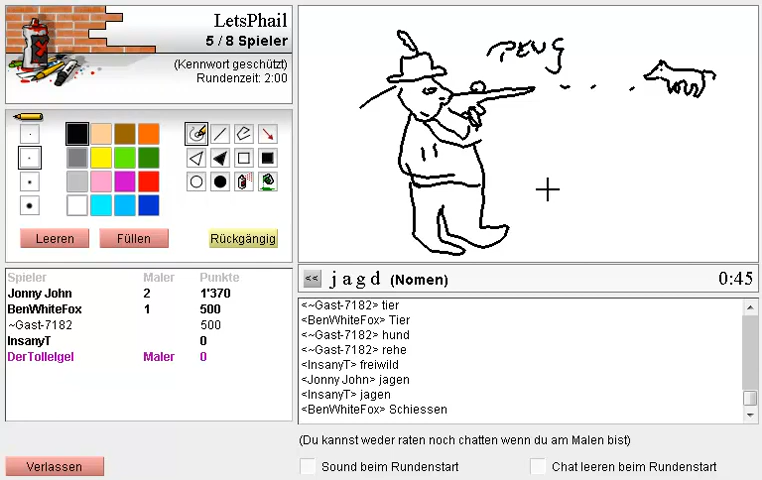 LetsPhail
5 / 8 Spieler
(Kennwort geschützt)
Rundenzeit: 2:00
Leeren
Füllen
Rückgängig
Spieler Maler Punkte
Jonny John 2 1'370
BenWhiteFox 1 500
~Gast-7182 500
InsanyT 0
DerTolleIgel Maler 0
Verlassen
PEUG
<< j a g d (Nomen) 0:45
<~Gast-7182> tier
<BenWhiteFox> Tier
<~Gast-7182> hund
<~Gast-7182> rehe
<InsanyT> freiwild
<Jonny John> jagen
<InsanyT> jagen
<BenWhiteFox> Schiessen
(Du kannst weder raten noch chatten wenn du am Malen bist)
Sound beim Rundenstart
Chat leeren beim Rundenstart